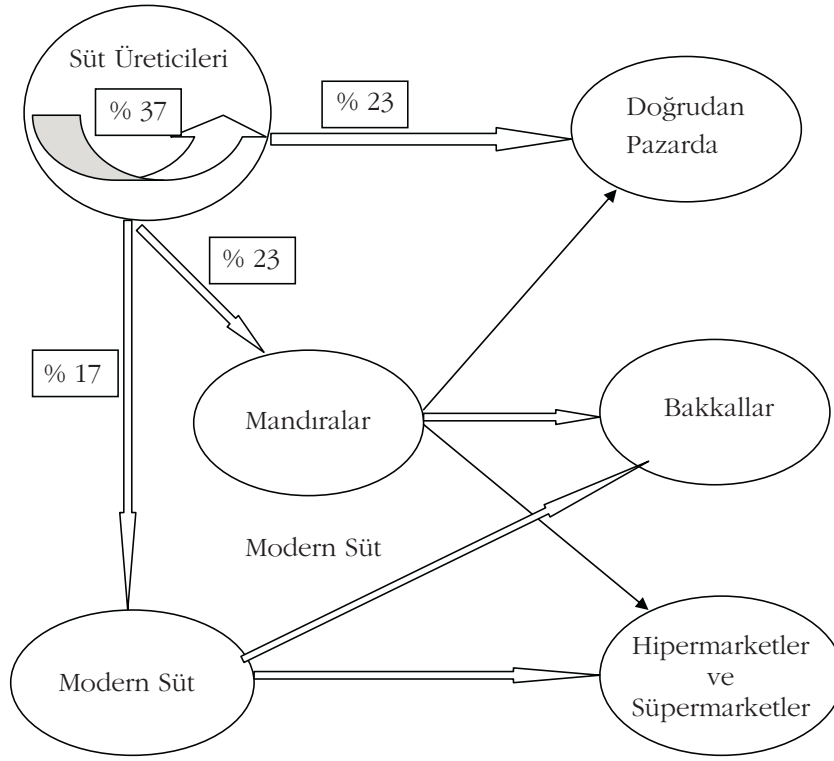 Süt Üreticileri
% 37
% 23
Doğrudan
Pazarda
% 23
% 17
Mandıralar
Bakkallar
Modern Süt
Modern Süt
Hipermarketler
ve
Süpermarketler